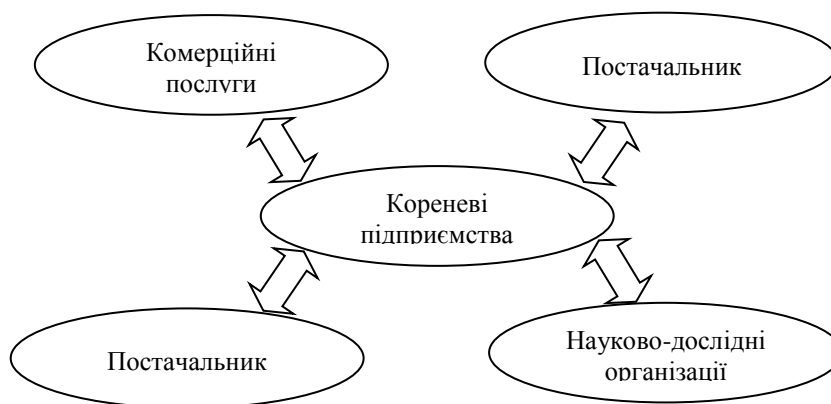 Комерційні
послуги
Постачальник
Кореневі
підприємства
Постачальник
Науково-дослідні
організації